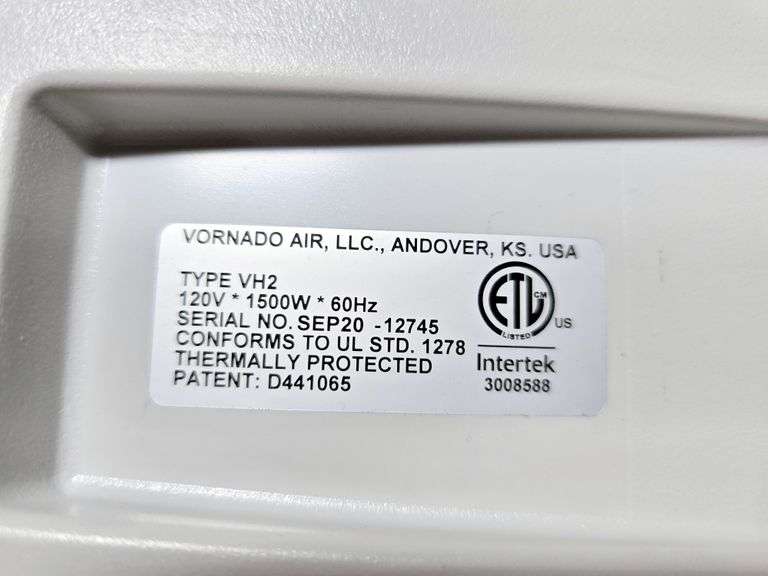 VORNADO AIR, LLC., ANDOVER, KS. USA
TYPE VH2
120V * 1500W * 60Hz
SERIAL NO. SEP20 -12745
CONFORMS TO UL STD. 1278
THERMALLY PROTECTED
PATENT: D441065
ETL CM
LISTED
US
Intertek
3008588